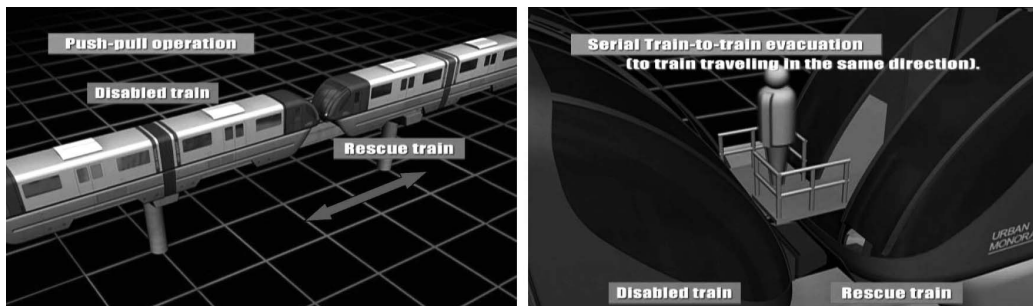 Push-pull operation
Disabled train
Rescue train
Serial Train-to-train evacuation
(to train traveling in the same direction).
URBAN
Disabled train
Rescue train